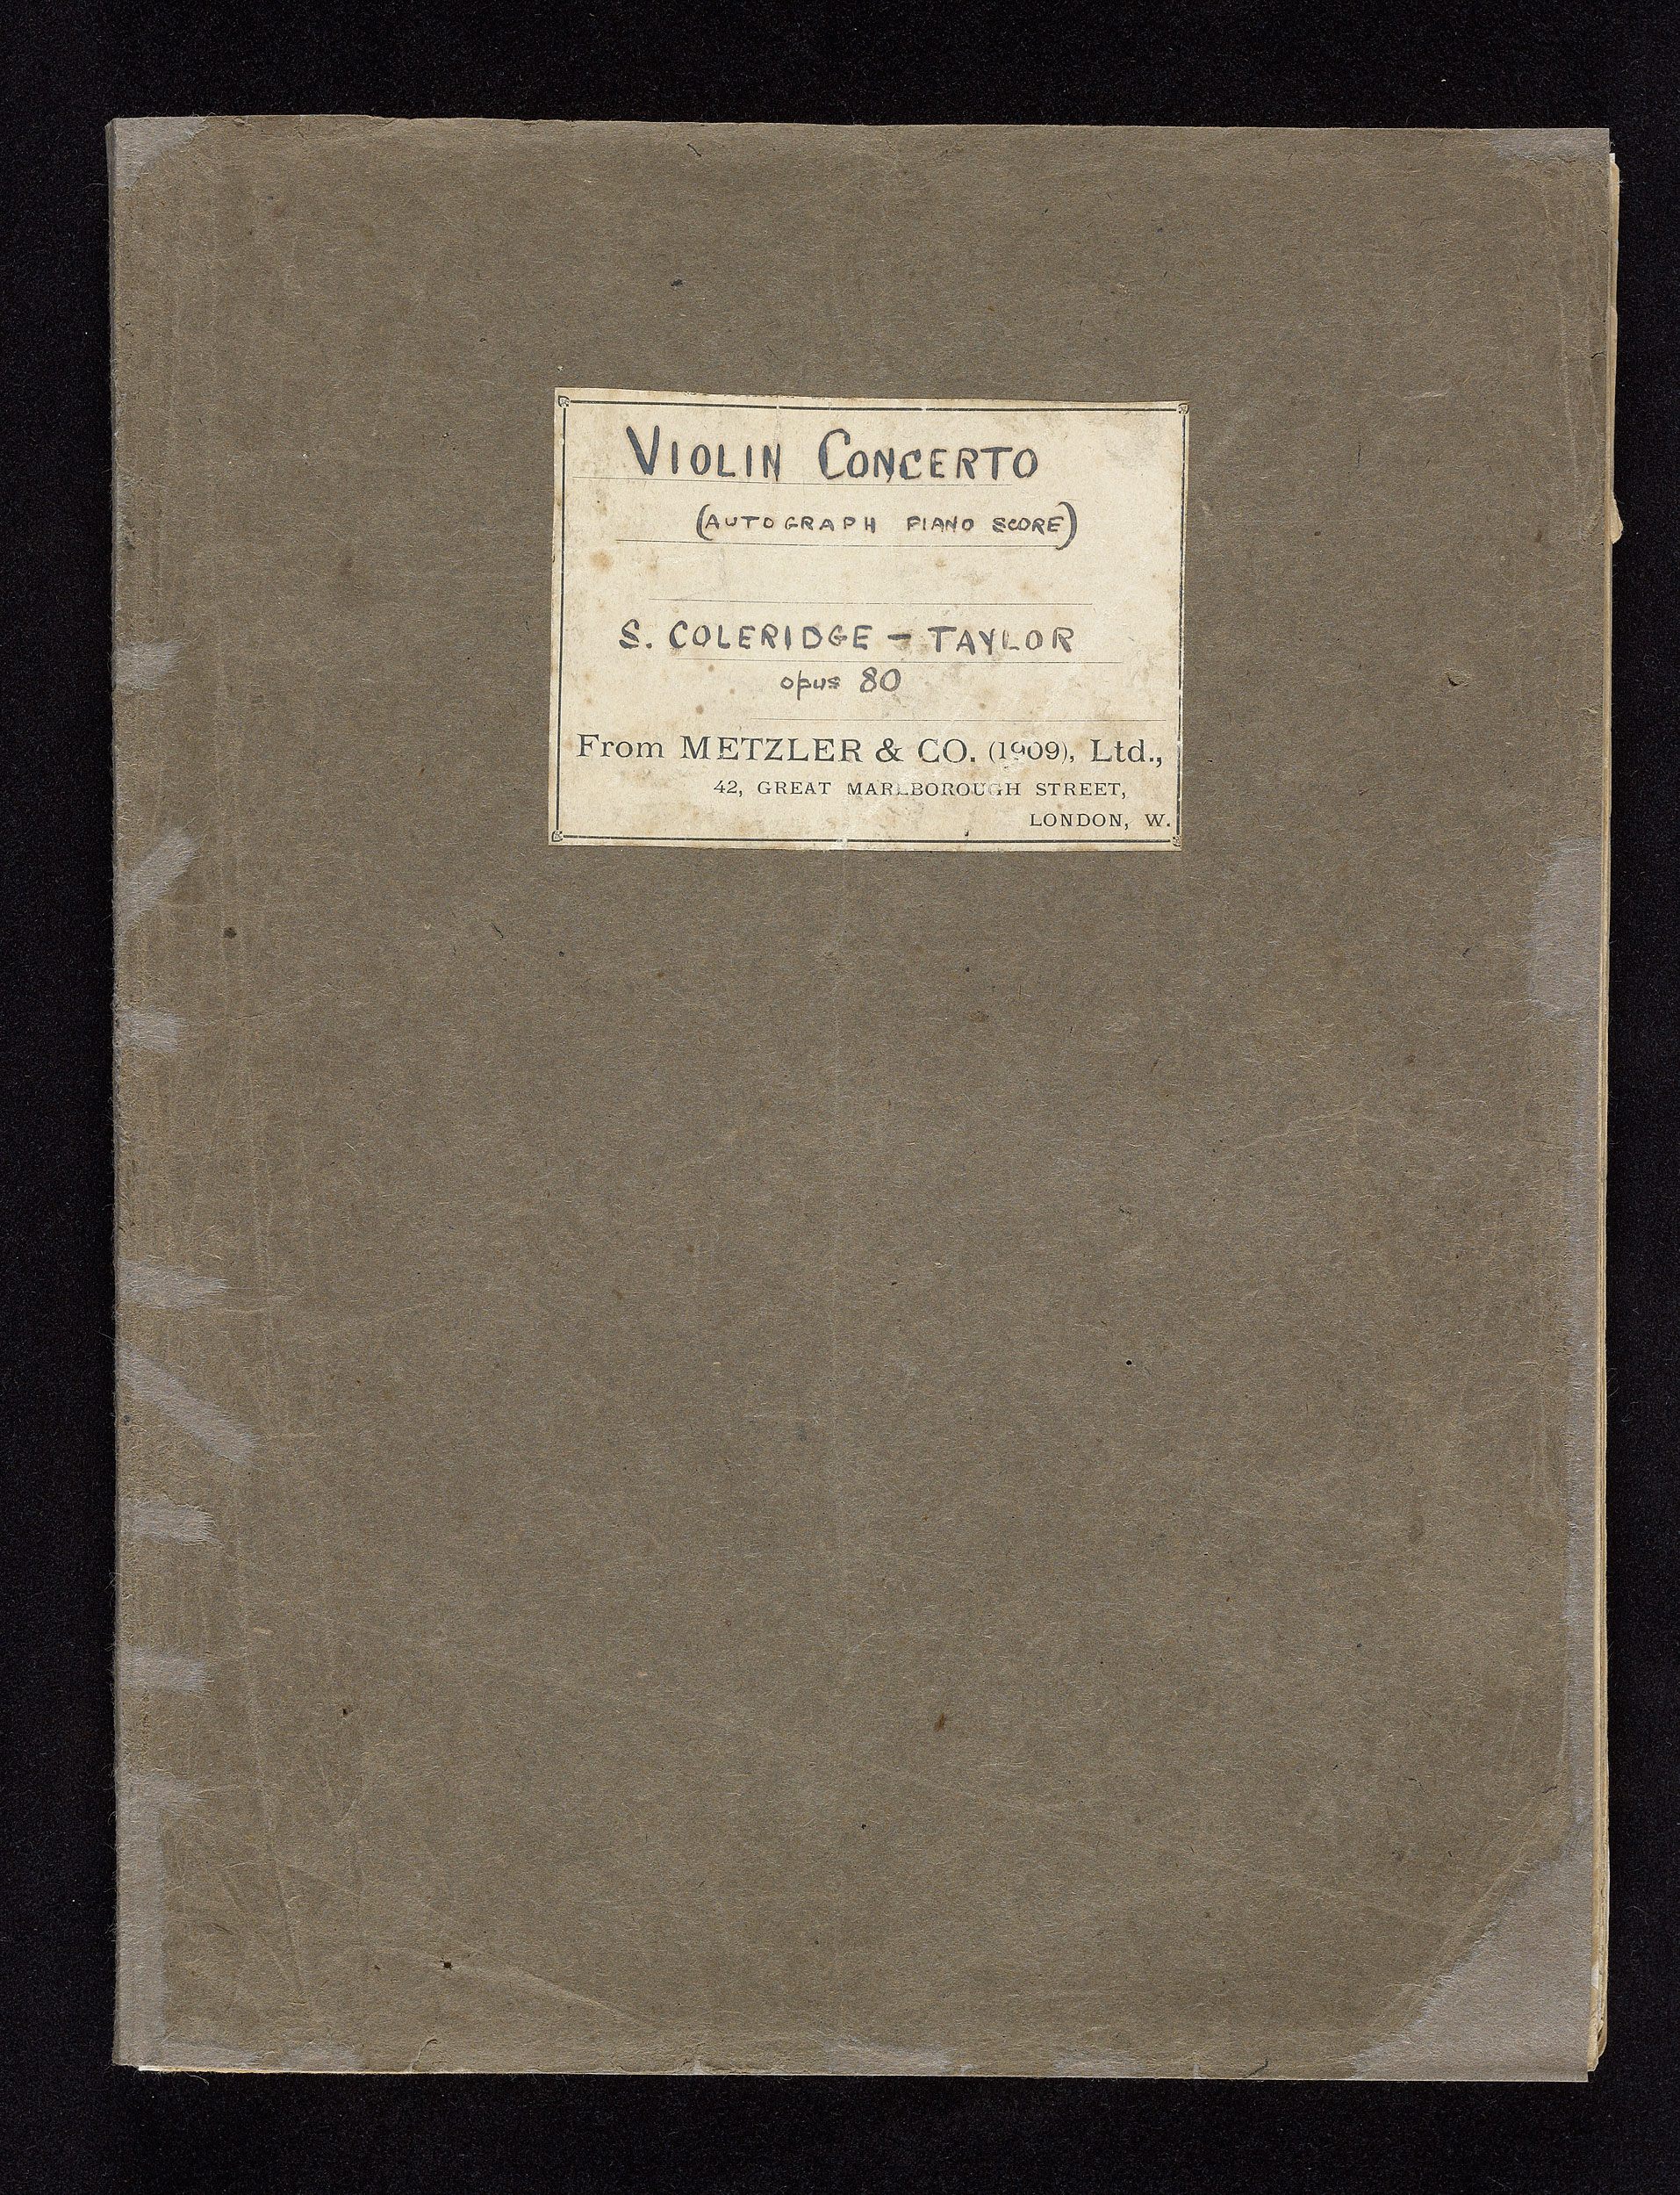 VIOLIN CONCERTO
(AUTOGRAPH PIANO SCORE)
S. COLERIDGE – TAYLOR
opus 80
From METZLER & CO. (1909), Ltd.,
42, GREAT MARLBOROUGH STREET,
LONDON, W.